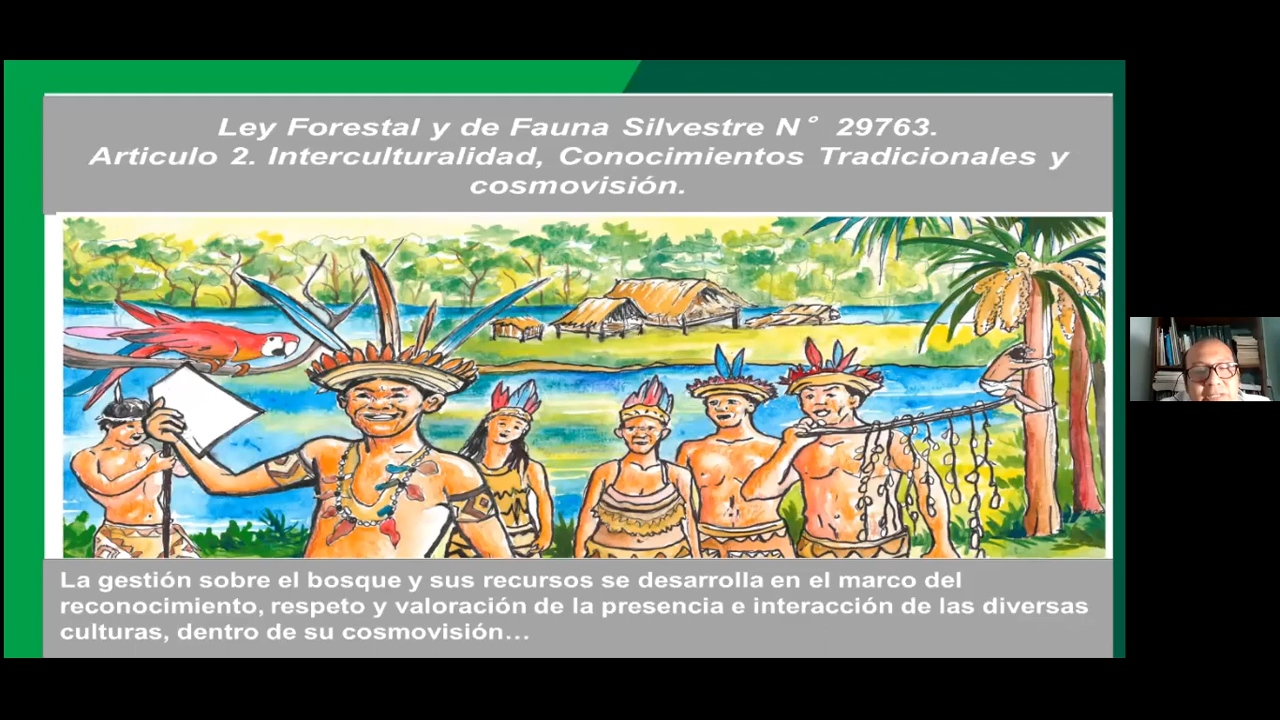 Ley Forestal y de Fauna Silvestre N° 29763.
Articulo 2. Interculturalidad, Conocimientos Tradicionales y
cosmovisión.
La gestión sobre el bosque y sus recursos se desarrolla en el marco del
reconocimiento, respeto y valoración de la presencia e interacción de las diversas
culturas, dentro de su cosmovisión…